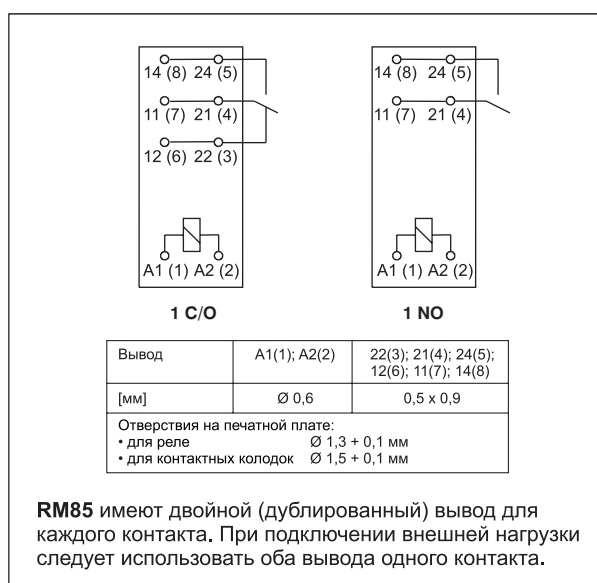 14 (8) 24 (5)
11 (7) 21 (4)
12 (6) 22 (3)
A1 (1) A2 (2)
1 C/O
14 (8) 24 (5)
11 (7) 21 (4)
A1 (1) A2 (2)
1 NO
Вывод A1(1); A2(2) 22(3); 21(4); 24(5);
12(6); 11(7); 14(8)
[мм] Ø 0,6 0,5 x 0,9
Отверствия на печатной плате:
• для реле Ø 1,3 + 0,1 мм
• для контактных колодок Ø 1,5 + 0,1 мм
RM85 имеют двойной (дублированный) вывод для
каждого контакта. При подключении внешней нагрузки
следует использовать оба вывода одного контакта.